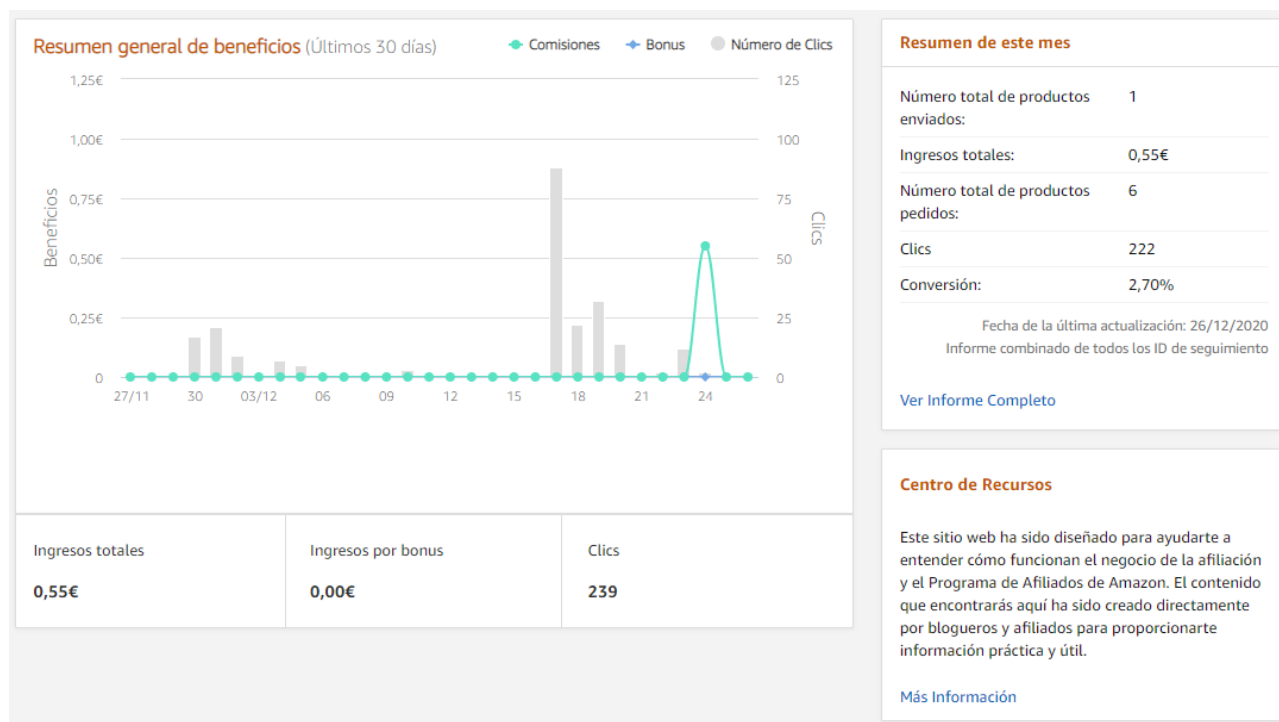 Resumen general de beneficios (Últimos 30 días)
Comisiones
Bonus
Número de Clics
1,25€
1,00€
0,75€
0,50€
0,25€
0
Beneficios
125
100
75
50
25
0
Clics
27/11
30
03/12
06
09
12
15
18
21
24
Ingresos totales
0,55€
Ingresos por bonus
0,00€
Clics
239
Resumen de este mes
Número total de productos
enviados:
1
Ingresos totales:
0,55€
Número total de productos
pedidos:
6
Clics
222
Conversión:
2,70%
Fecha de la última actualización: 26/12/2020
Informe combinado de todos los ID de seguimiento
Ver Informe Completo
Centro de Recursos
Este sitio web ha sido diseñado para ayudarte a
entender cómo funcionan el negocio de la afiliación
y el Programa de Afiliados de Amazon. El contenido
que encontrarás aquí ha sido creado directamente
por blogueros y afiliados para proporcionarte
información práctica y útil.
Más Información